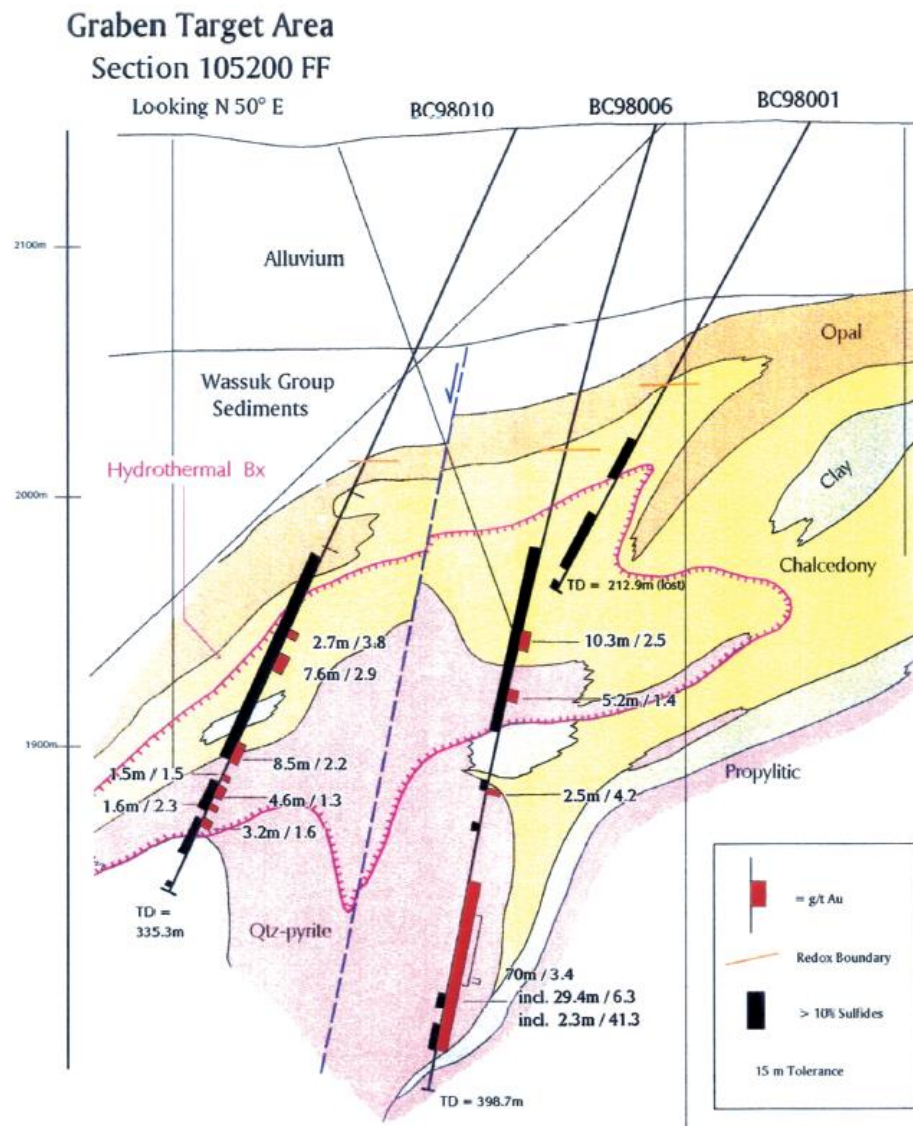 Graben Target Area
Section 105200 FF
Looking N 50° E
BC98010
BC98006
BC98001
2100m
Alluvium
Opal
Wassuk Group
Sediments
Hydrothermal Bx
Clay
2000m
Chalcedony
TD = 212.9m (lost)
2.7m / 3.8
10.3m / 2.5
7.6m / 2.9
5.2m / 1.4
1900m
8.5m / 2.2
Propylitic
1.5m / 1.5
4.6m / 1.3
2.5m / 4.2
1.6m / 2.3
3.2m / 1.6
TD =
335.3m
Qtz-pyrite
70m / 3.4
incl. 29.4m / 6.3
incl. 2.3m / 41.3
TD = 398.7m
= g/t Au
Redox Boundary
> 10% Sulfides
15 m Tolerance